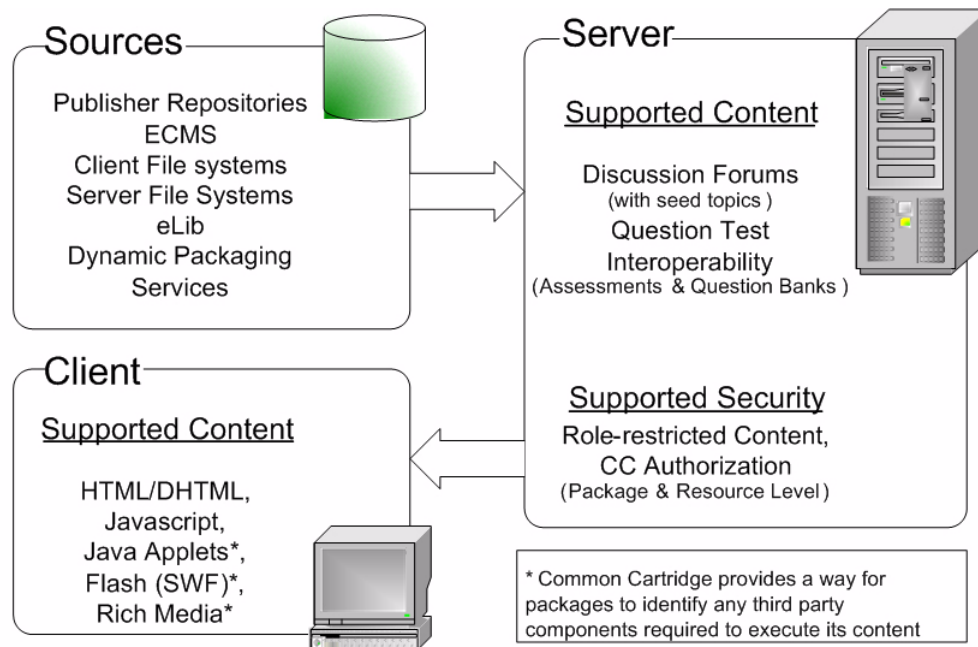 Sources
Publisher Repositories
ECMS
Client File systems
Server File Systems
eLib
Dynamic Packaging
Services
Server
Supported Content
Discussion Forums
(with seed topics )
Question Test
Interoperability
(Assessments & Question Banks )
Supported Security
Role-restricted Content,
CC Authorization
(Package & Resource Level )
Client
Supported Content
HTML/DHTML,
Javascript,
Java Applets*,
Flash (SWF)*,
Rich Media*
* Common Cartridge provides a way for
packages to identify any third party
components required to execute its content